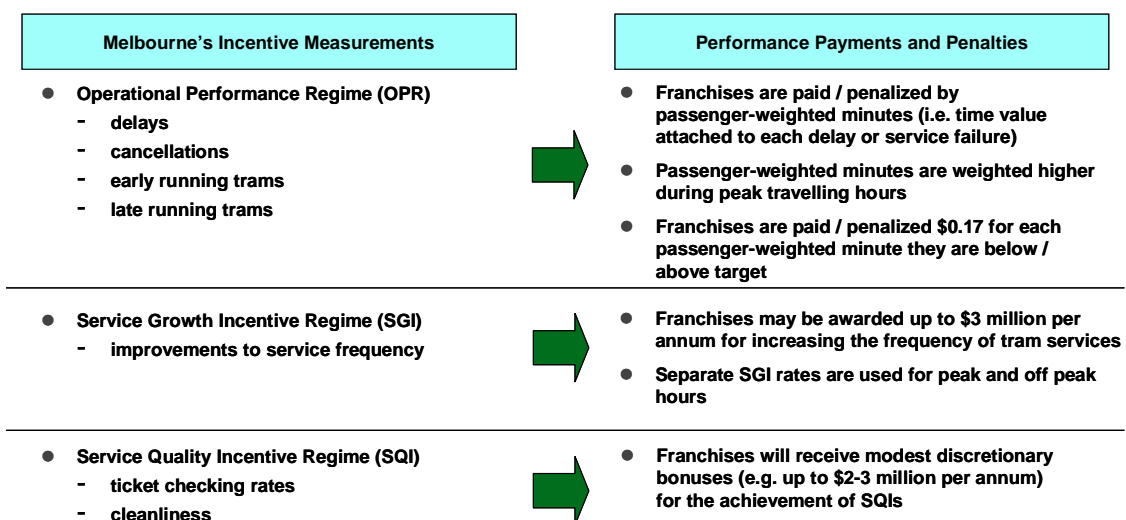 Melbourne's Incentive Measurements
Performance Payments and Penalties
● Operational Performance Regime (OPR)
- delays
- cancellations
- early running trams
- late running trams
● Franchises are paid / penalized by
passenger-weighted minutes (i.e. time value
attached to each delay or service failure)
● Passenger-weighted minutes are weighted higher
during peak travelling hours
● Franchises are paid / penalized $0.17 for each
passenger-weighted minute they are below /
above target
● Service Growth Incentive Regime (SGI)
- improvements to service frequency
● Franchises may be awarded up to $3 million per
annum for increasing the frequency of tram services
● Separate SGI rates are used for peak and off peak
hours
● Service Quality Incentive Regime (SQI)
- ticket checking rates
- cleanliness
● Franchises will receive modest discretionary
bonuses (e.g. up to $2-3 million per annum)
for the achievement of SQIs